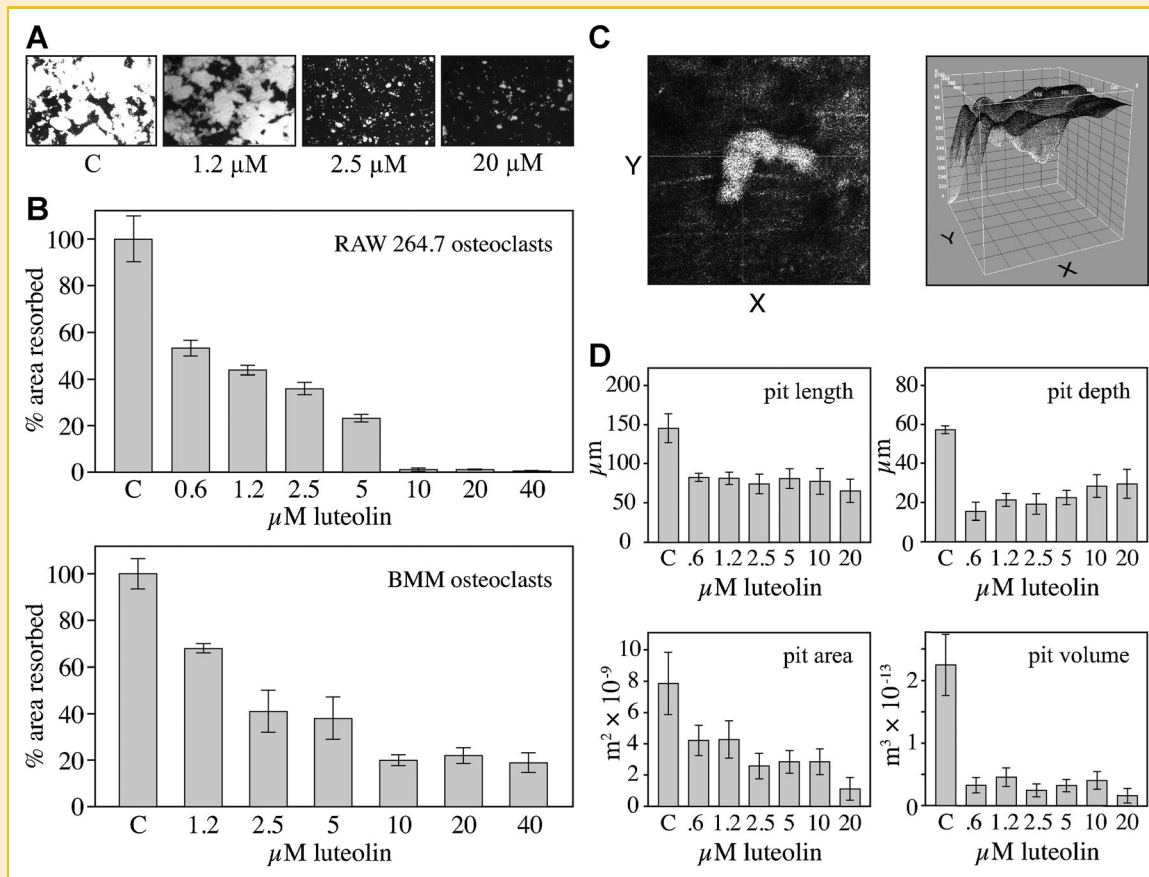 A
C
1.2 µM
2.5 µM
20 µM
B
RAW 264.7 osteoclasts
% area resorbed
100
80
60
40
20
0
C 0.6 1.2 2.5 5 10 20 40
µM luteolin
BMM osteoclasts
% area resorbed
100
80
60
40
20
0
C 1.2 2.5 5 10 20 40
µM luteolin
C
Y
X
Y
X
D
pit length
µm
200
150
100
50
0
C .6 1.2 2.5 5 10 20
µM luteolin
pit depth
µm
80
60
40
20
0
C .6 1.2 2.5 5 10 20
µM luteolin
pit area
m² × 10⁻⁹
10
8
6
4
2
0
C .6 1.2 2.5 5 10 20
µM luteolin
pit volume
m³ × 10⁻¹³
2
1
0
C .6 1.2 2.5 5 10 20
µM luteolin